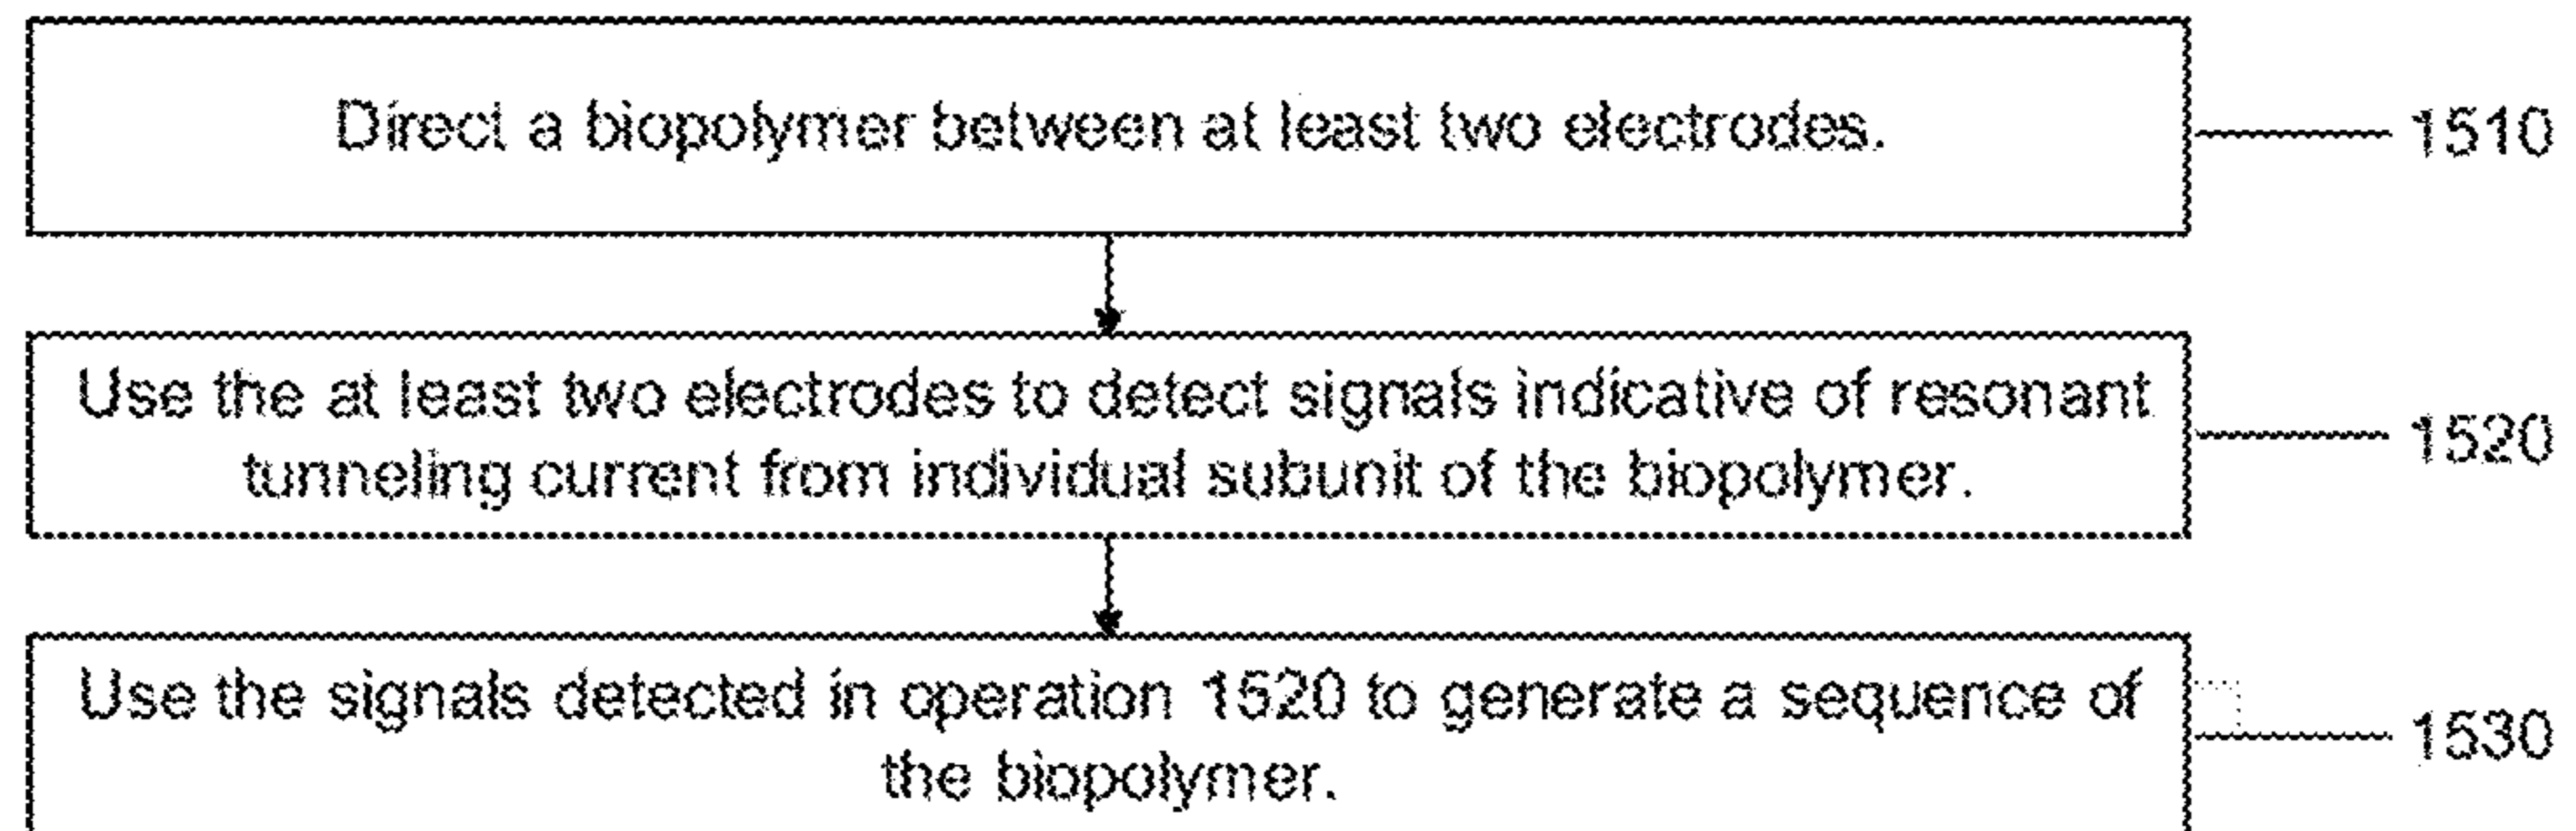 Direct a biopolymer between at least two electrodes.
1510
Use the at least two electrodes to detect signals indicative of resonant
tunneling current from individual subunit of the biopolymer.
1520
Use the signals detected in operation 1520 to generate a sequence of
the biopolymer.
1530